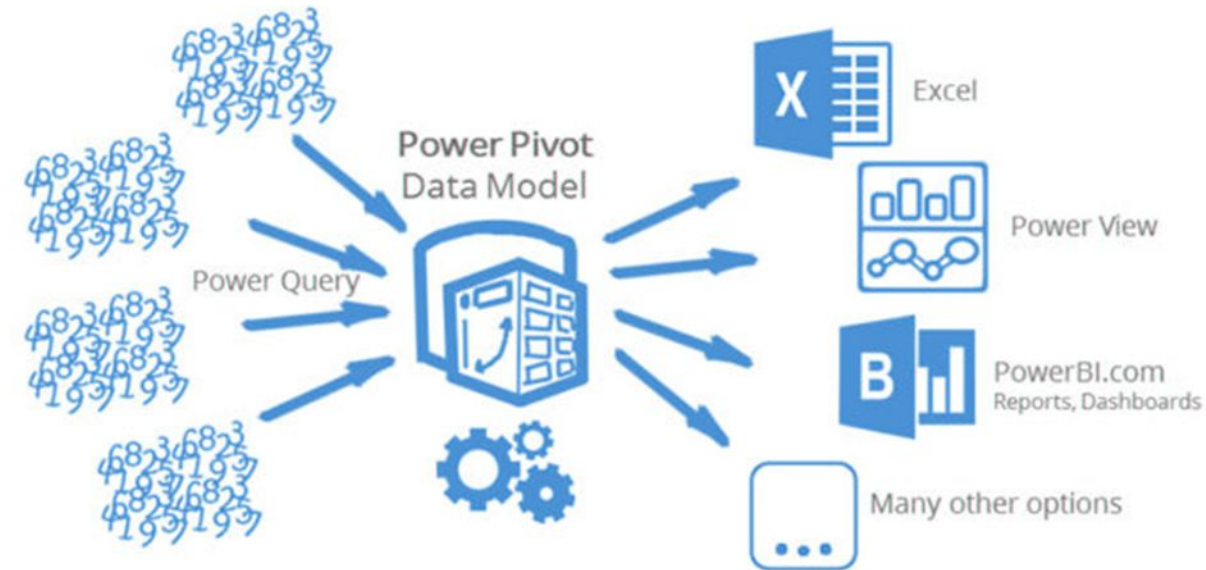 Power Pivot
Data Model
Power Query
X
Excel
Power View
B
PowerBI.com
Reports, Dashboards
Many other options